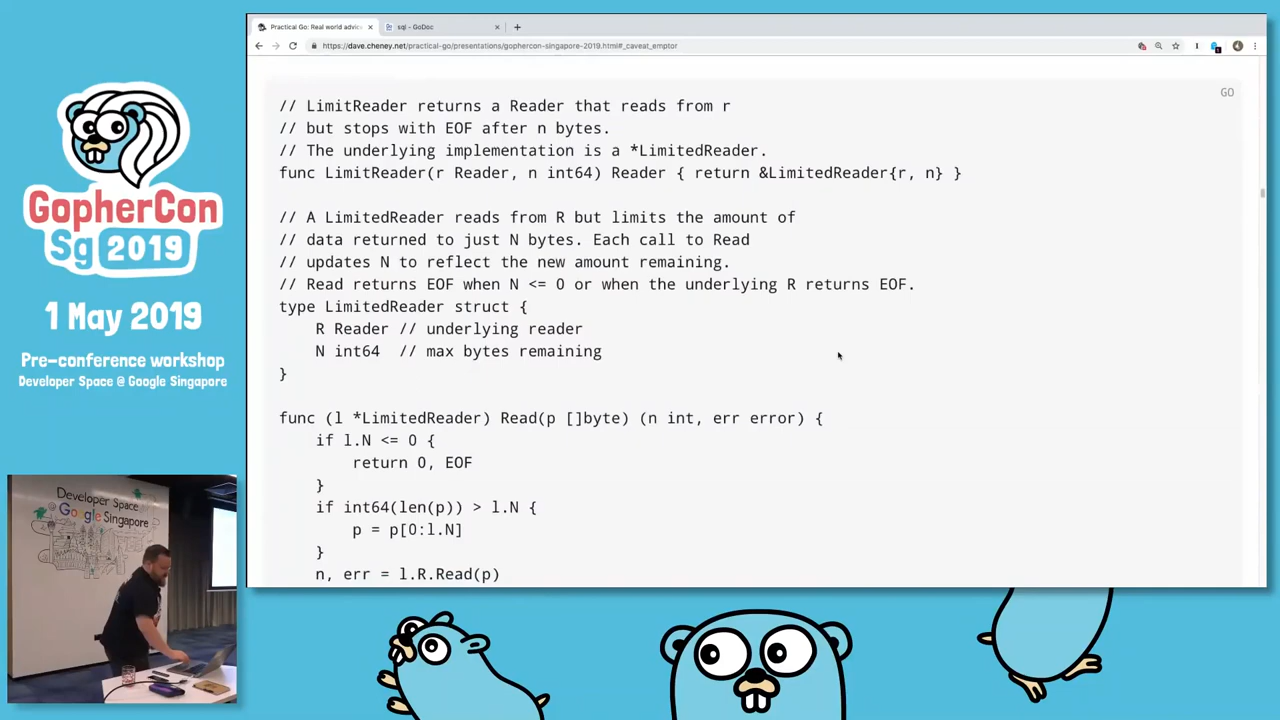 Practical Go: Real world advic
sql - GoDoc
https://dave.cheney.net/practical-go/presentations/gophercon-singapore-2019.html#_caveat_emptor
GO
// LimitReader returns a Reader that reads from r
// but stops with EOF after n bytes.
// The underlying implementation is a *LimitedReader.
func LimitReader(r Reader, n int64) Reader { return &LimitedReader{r, n} }
// A LimitedReader reads from R but limits the amount of
// data returned to just N bytes. Each call to Read
// updates N to reflect the new amount remaining.
// Read returns EOF when N <= 0 or when the underlying R returns EOF.
type LimitedReader struct {
    R Reader // underlying reader
    N int64  // max bytes remaining
}
func (l *LimitedReader) Read(p []byte) (n int, err error) {
    if l.N <= 0 {
        return 0, EOF
    }
    if int64(len(p)) > l.N {
        p = p[0:l.N]
    }
    n, err = l.R.Read(p)
GopherCon
Sg 2019
1 May 2019
Pre-conference workshop
Developer Space @ Google Singapore
Developer Space
@ Google Singapore